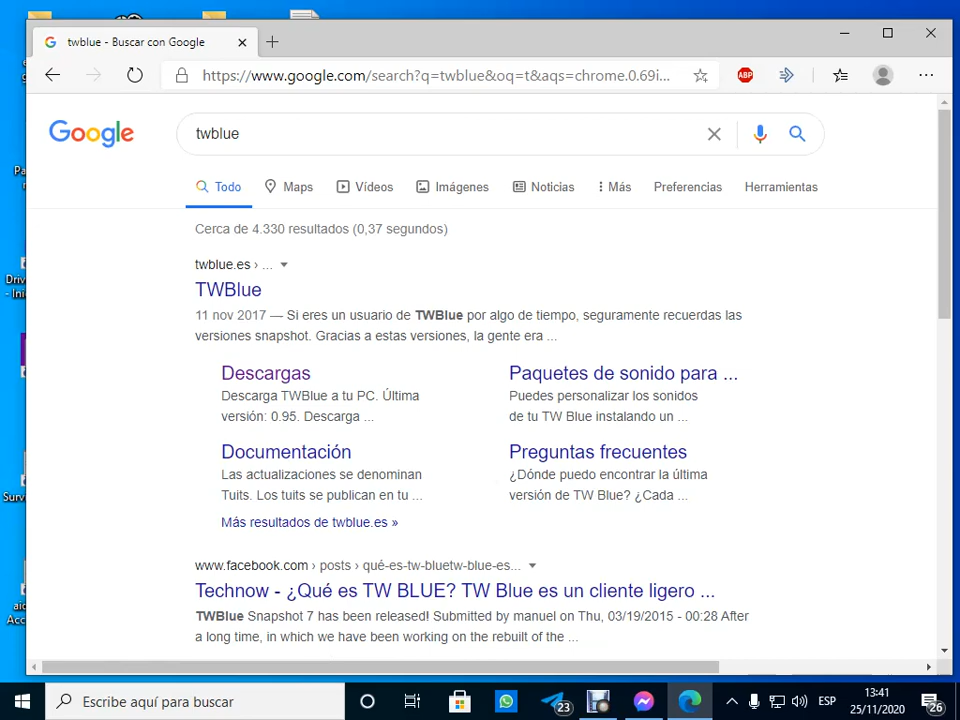 twblue - Buscar con Google
https://www.google.com/search?q=twblue&oq=t&aqs=chrome.0.69i...
ABP
Google
twblue
Todo
Maps
Vídeos
Imágenes
Noticias
Más
Preferencias
Herramientas
Cerca de 4.330 resultados (0,37 segundos)
twblue.es › ...
TWBlue
11 nov 2017 — Si eres un usuario de TWBlue por algo de tiempo, seguramente recuerdas las
versiones snapshot. Gracias a estas versiones, la gente era ...
Descargas
Descarga TWBlue a tu PC. Última
versión: 0.95. Descarga ...
Paquetes de sonido para ...
Puedes personalizar los sonidos
de tu TW Blue instalando un ...
Documentación
Las actualizaciones se denominan
Tuits. Los tuits se publican en tu ...
Preguntas frecuentes
¿Dónde puedo encontrar la última
versión de TW Blue? ¿Cada ...
Más resultados de twblue.es »
www.facebook.com › posts › qué-es-tw-bluetw-blue-es...
Technow - ¿Qué es TW BLUE? TW Blue es un cliente ligero ...
TWBlue Snapshot 7 has been released! Submitted by manuel on Thu, 03/19/2015 - 00:28 After
a long time, in which we have been working on the rebuilt of the ...
Escribe aquí para buscar
23
ESP
13:41
25/11/2020
26